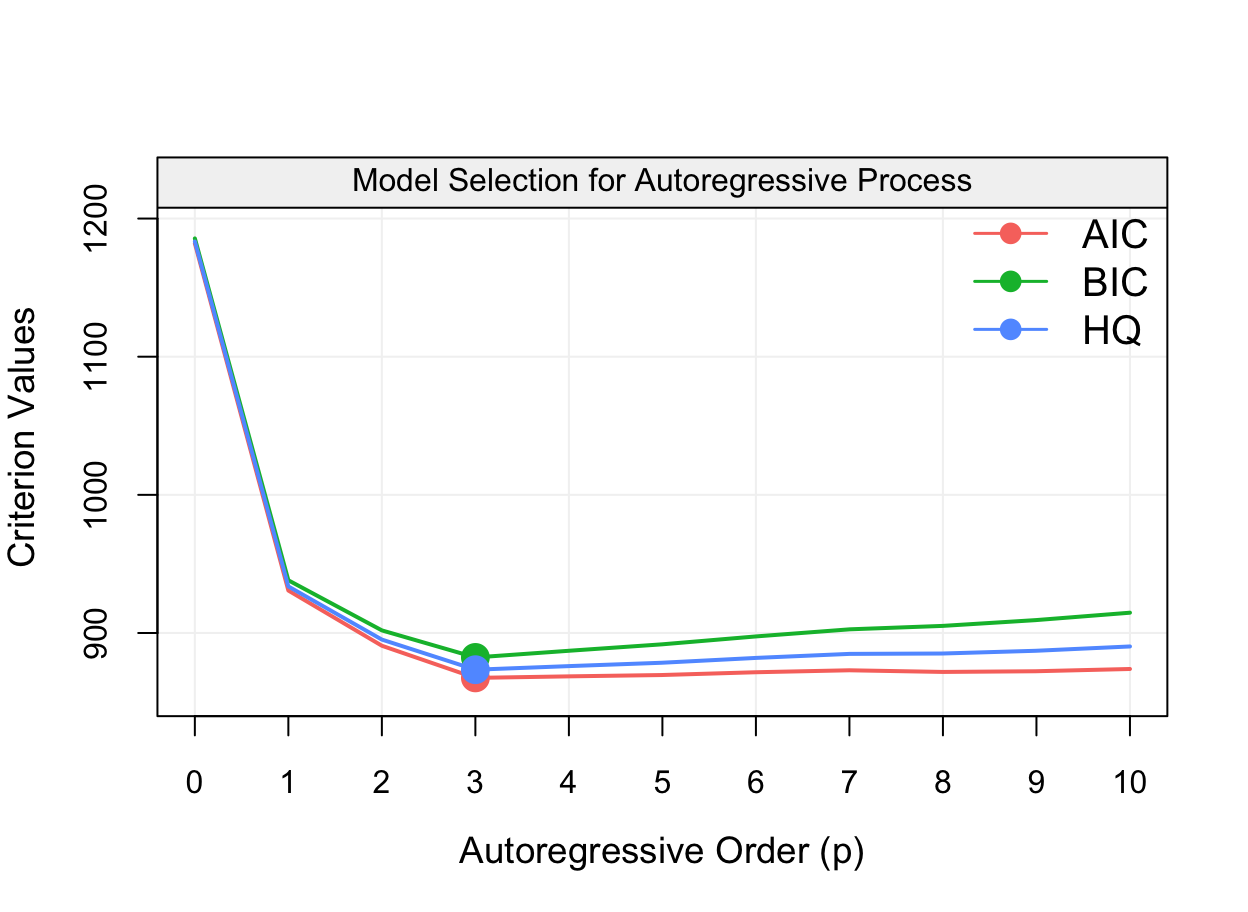 Model Selection for Autoregressive Process
AIC
BIC
HQ
Criterion Values
1200
1100
1000
900
0 1 2 3 4 5 6 7 8 9 10
Autoregressive Order (p)